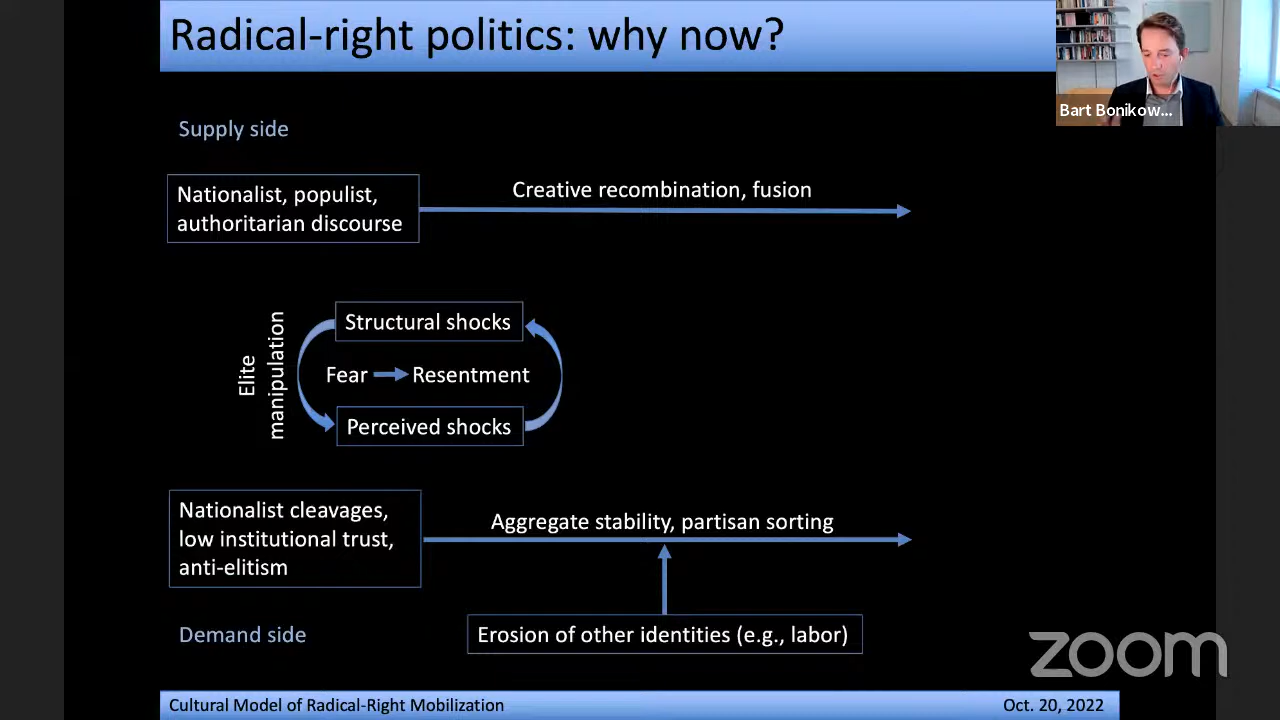 Radical-right politics: why now?
Bart Bonikow...
Supply side
Nationalist, populist,
authoritarian discourse
Creative recombination, fusion
Elite
manipulation
Structural shocks
Fear
Resentment
Perceived shocks
Nationalist cleavages,
low institutional trust,
anti-elitism
Aggregate stability, partisan sorting
Demand side
Erosion of other identities (e.g., labor)
zoom
Cultural Model of Radical-Right Mobilization
Oct. 20, 2022